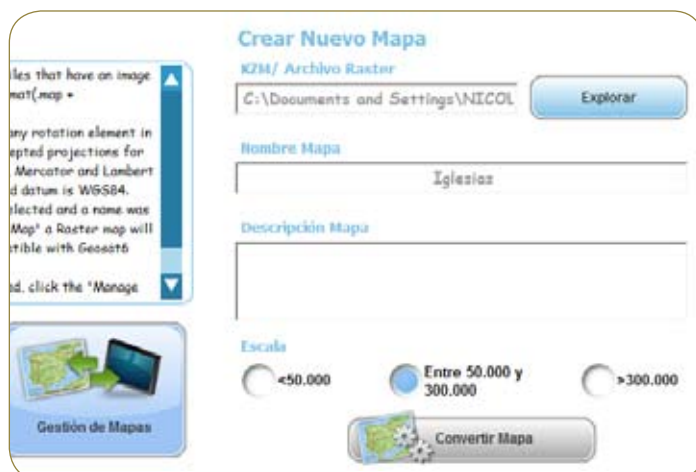 Crear Nuevo Mapa
KZM/ Archivo Raster
C:\Documents and Settings\NICOL
Explorar
Nombre Mapa
Iglesias
Descripción Mapa
Escala
<50.000
Entre 50.000 y
300.000
>300.000
Convertir Mapa
iles that have an image
mat(.map +
any rotation element in
epted projections for
Mercator and Lambert
d datum is WGS84.
elected and a name was
Map" a Raster map will
tible with Geosat6
ed, click the "Manage
Gestión de Mapas